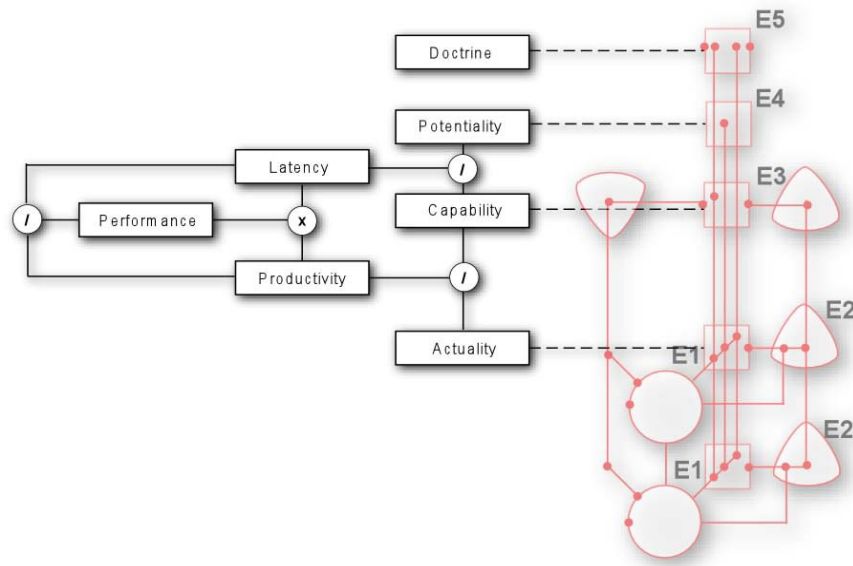 E5
Doctrine
E4
Potentiality
Latency
/
E3
/
Performance
x
Capability
Productivity
/
E2
E1
Actuality
E2
E1